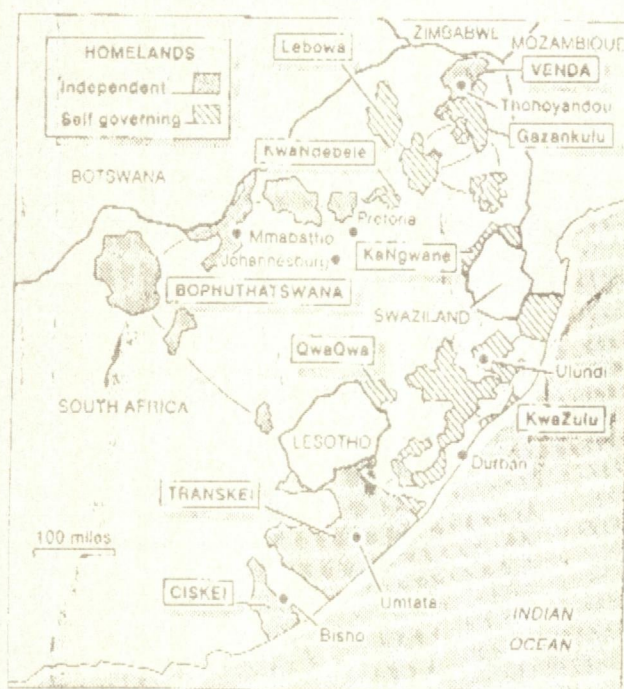 ZIMBABWE
MOZAMBIQUE
HOMELANDS
Independent
Self governing
Lebowa
VENDA
Thohoyandou
Gazankulu
KwaNdebele
BOTSWANA
Pretoria
Mmabatho
Johannesburg
KaNgwane
BOPHUTHATSWANA
SWAZILAND
QwaQwa
Ulundi
SOUTH AFRICA
KwaZulu
LESOTHO
Durban
TRANSKEI
100 miles
Umtata
CISKEI
Bisho
INDIAN
OCEAN